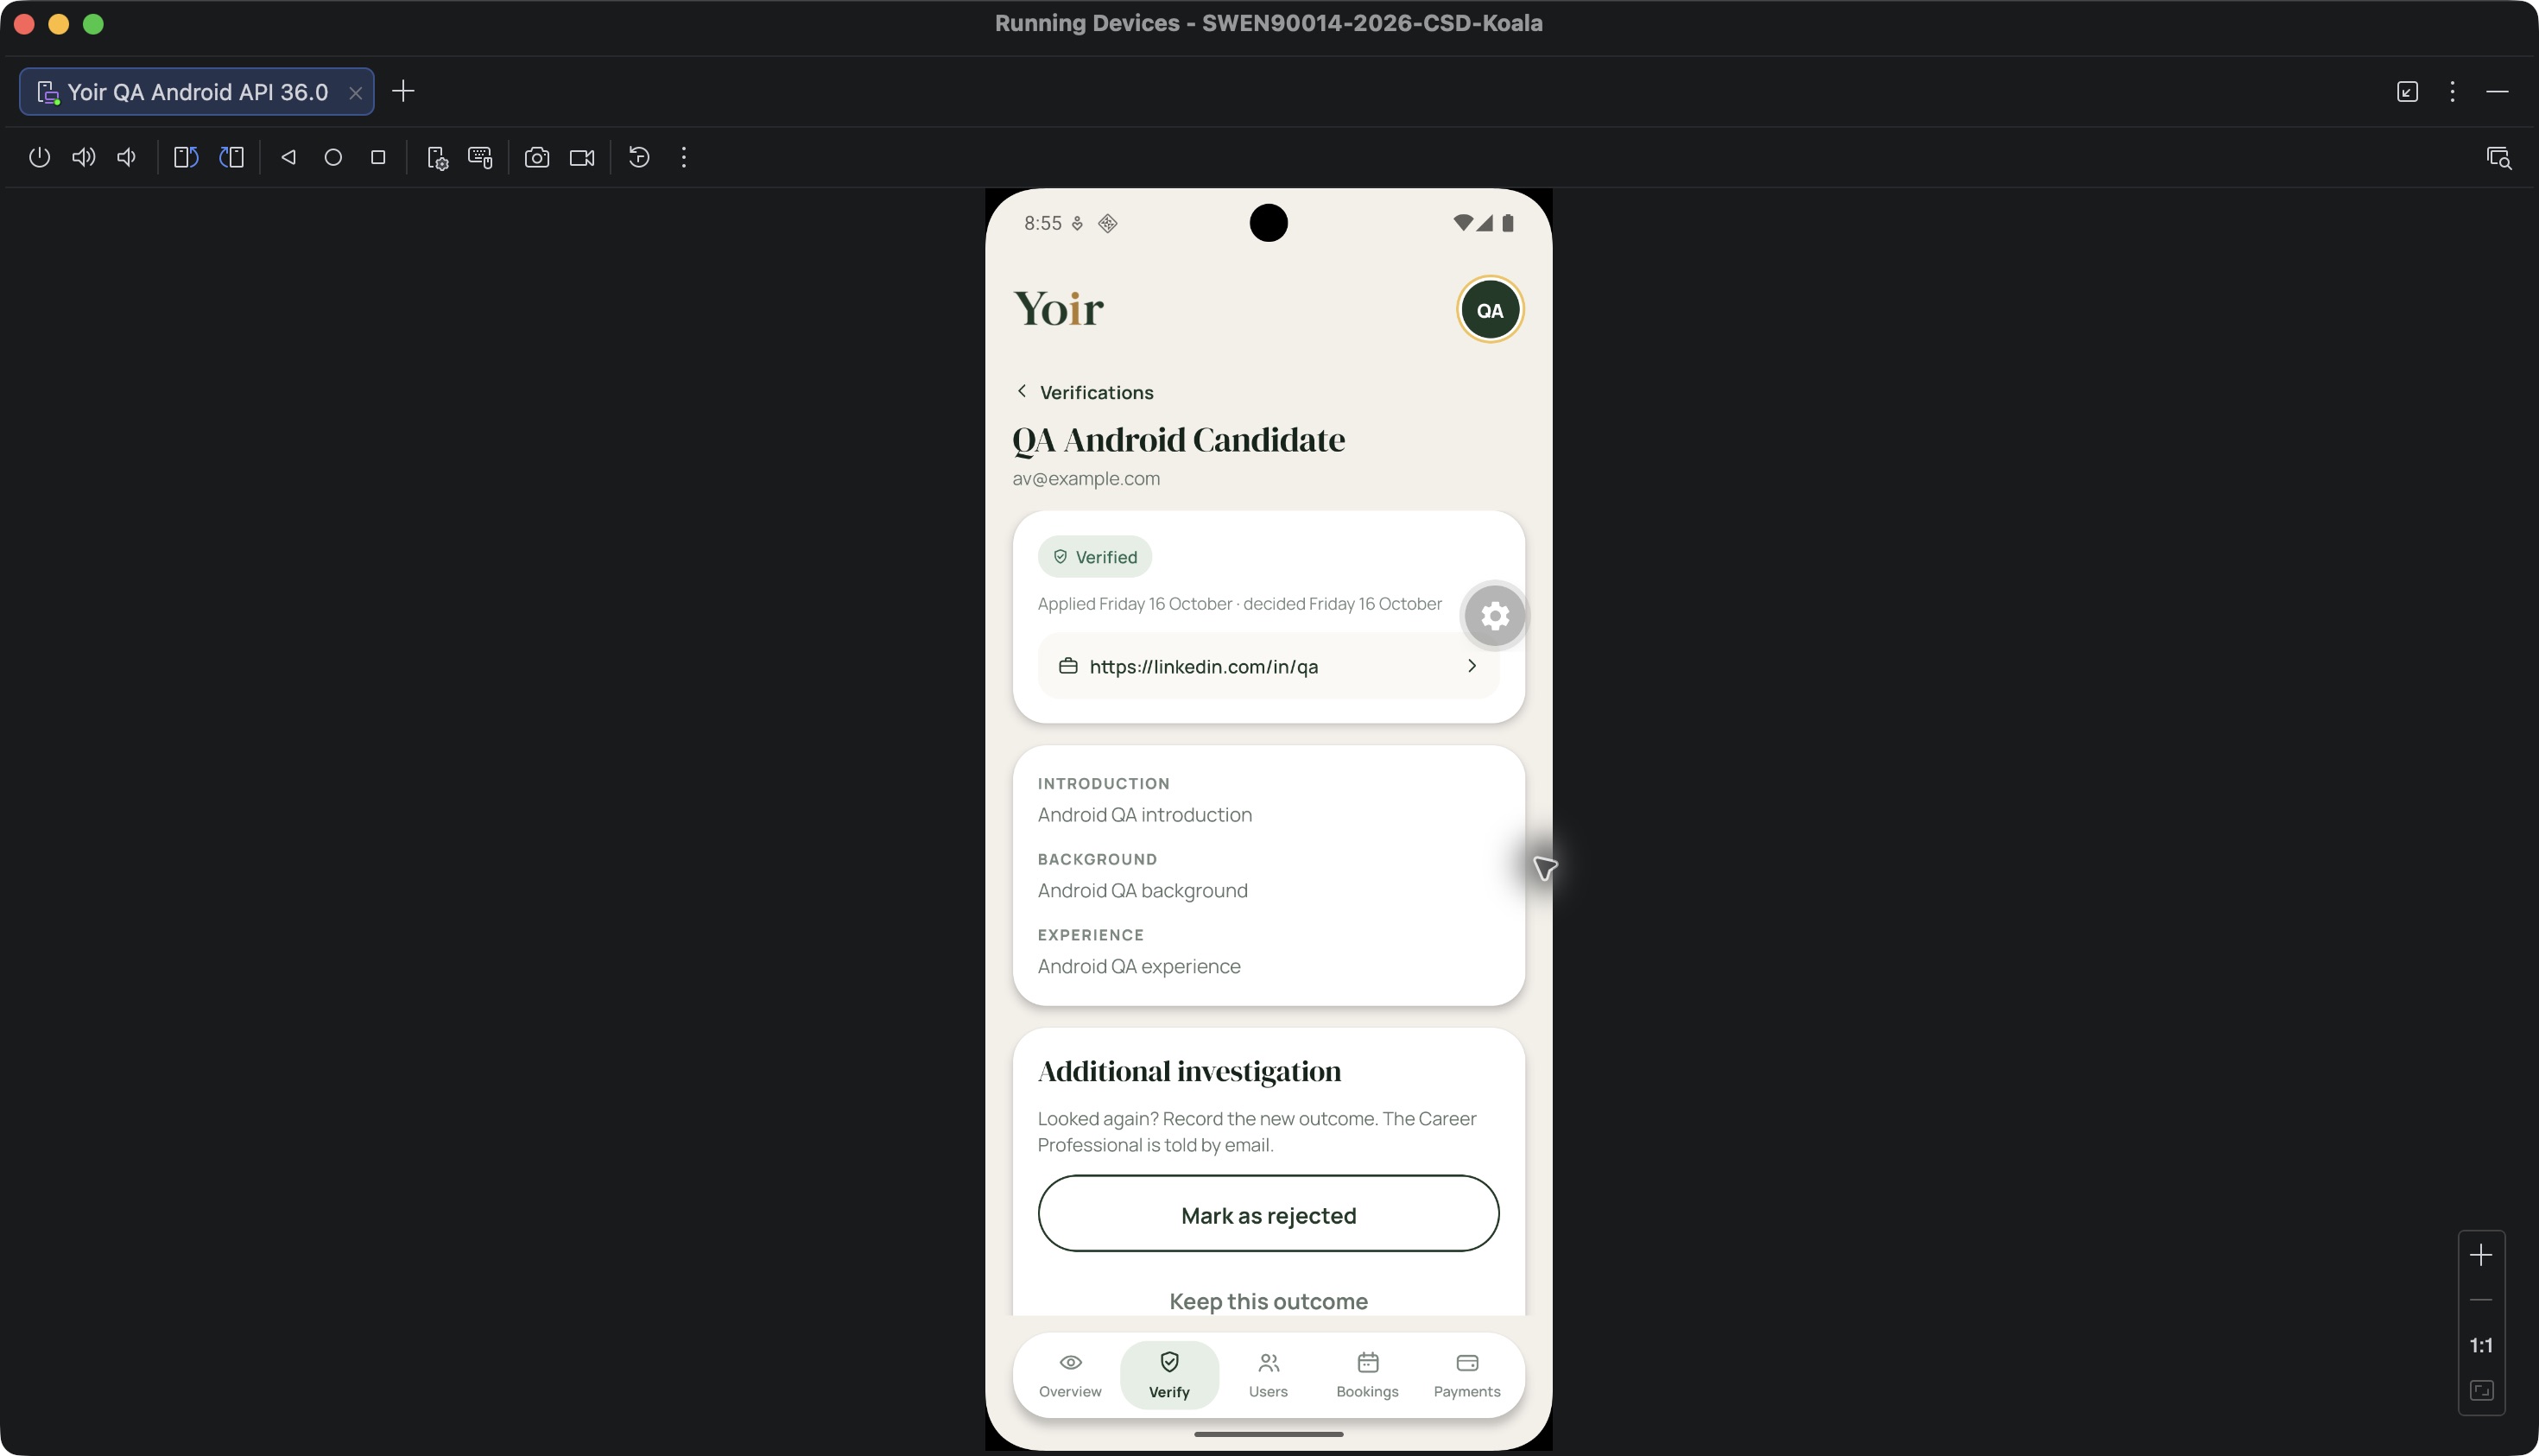 Running Devices - SWEN90014-2026-CSD-Koala
Yoir QA Android API 36.0
8:55
Yoir
QA
Verifications
QA Android Candidate
av@example.com
Verified
Applied Friday 16 October · decided Friday 16 October
https://linkedin.com/in/qa
INTRODUCTION
Android QA introduction
BACKGROUND
Android QA background
EXPERIENCE
Android QA experience
Additional investigation
Looked again? Record the new outcome. The Career
Professional is told by email.
Mark as rejected
Keep this outcome
Overview
Verify
Users
Bookings
Payments
1:1